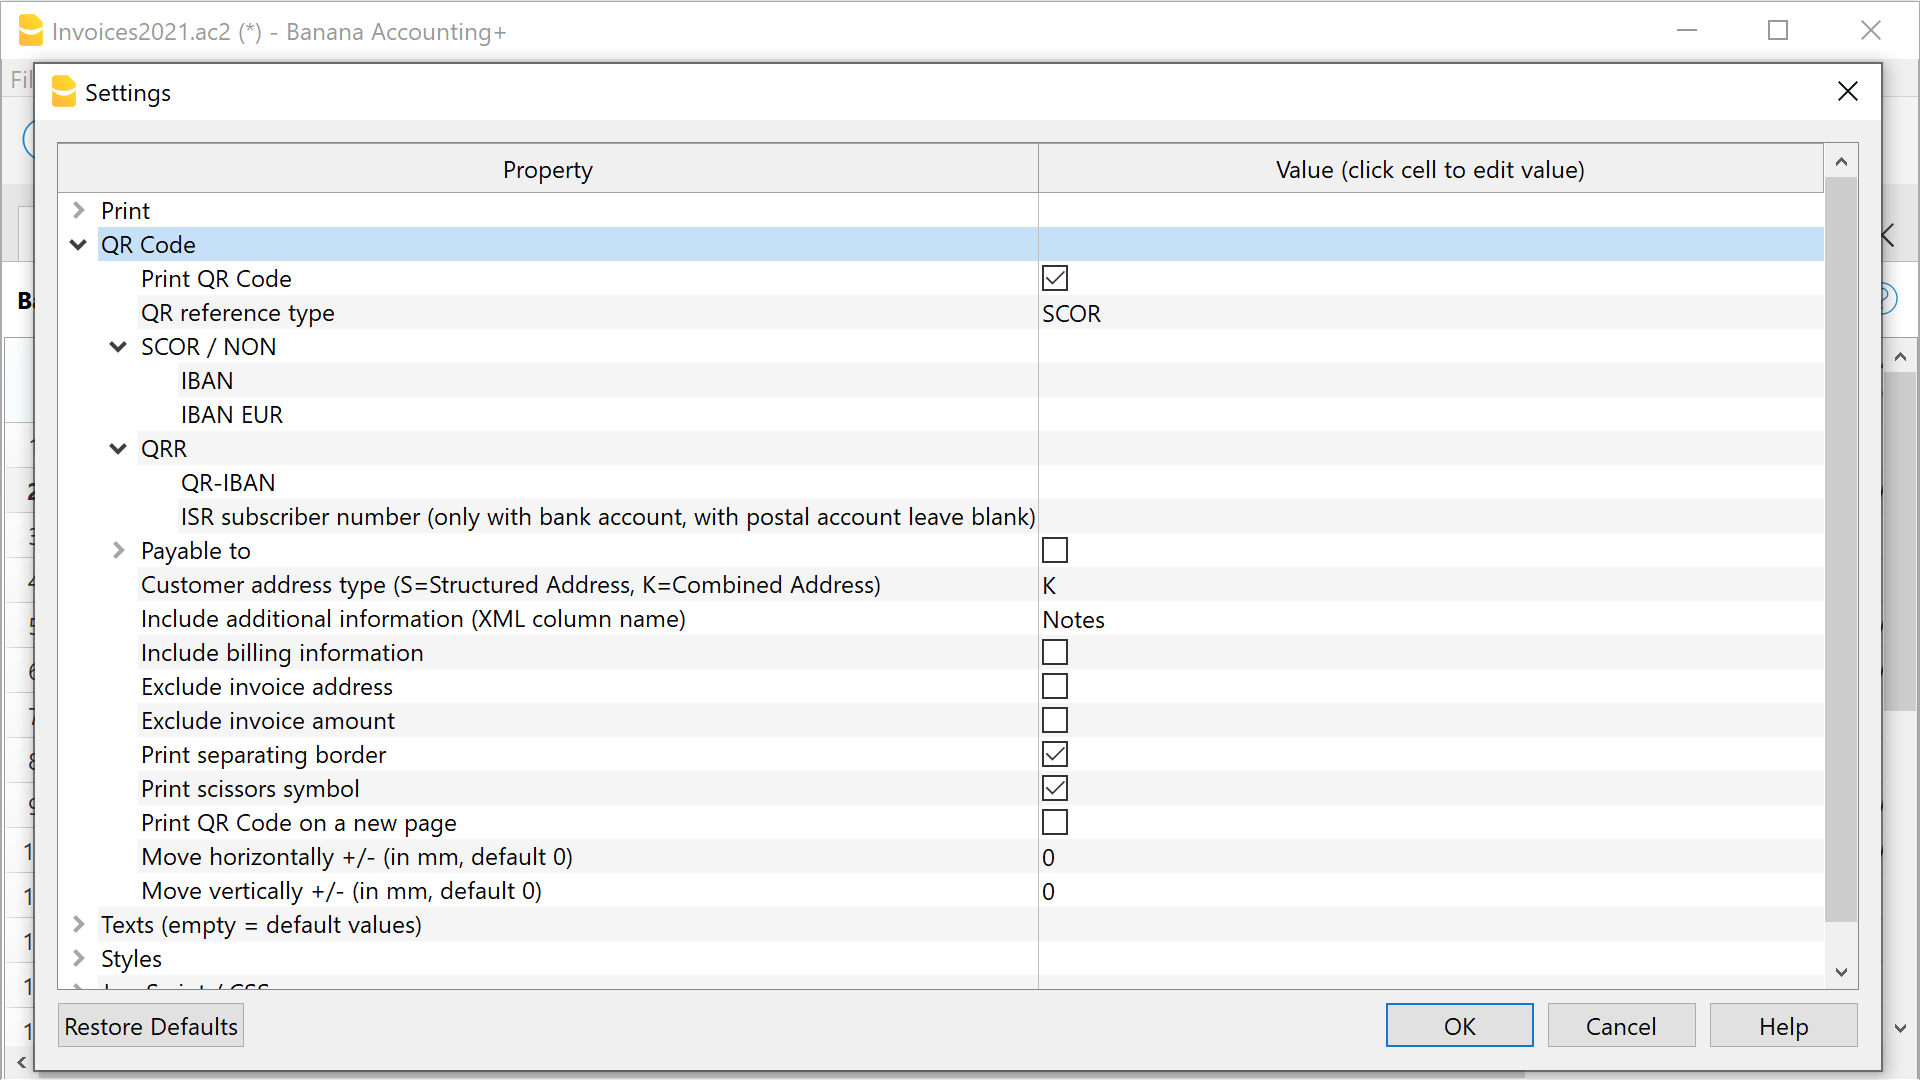 Invoices2021.ac2 (*) - Banana Accounting+
Settings
Property
Value (click cell to edit value)
Print
QR Code
Print QR Code
QR reference type
SCOR
SCOR / NON
IBAN
IBAN EUR
QRR
QR-IBAN
ISR subscriber number (only with bank account, with postal account leave blank)
Payable to
Customer address type (S=Structured Address, K=Combined Address)
K
Include additional information (XML column name)
Notes
Include billing information
Exclude invoice address
Exclude invoice amount
Print separating border
Print scissors symbol
Print QR Code on a new page
Move horizontally +/- (in mm, default 0)
0
Move vertically +/- (in mm, default 0)
0
Texts (empty = default values)
Styles
Restore Defaults
OK
Cancel
Help